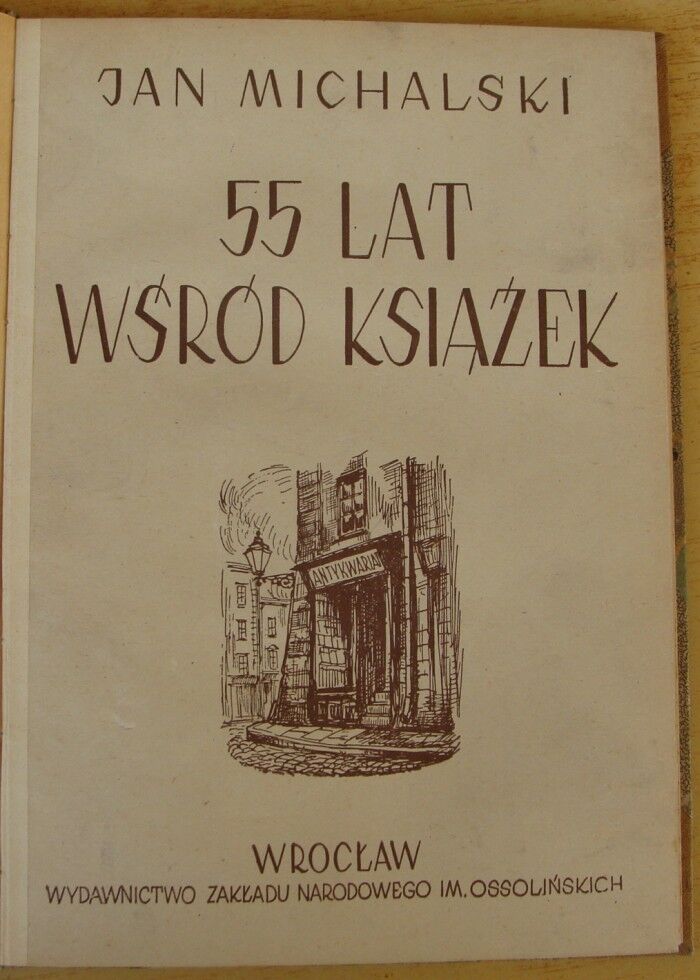 JAN MICHALSKI
55 LAT
WŚRÓD KSIĄŻEK
ANTYKWARIAT
WROCŁAW
WYDAWNICTWO ZAKŁADU NARODOWEGO IM. OSSOLIŃSKICH